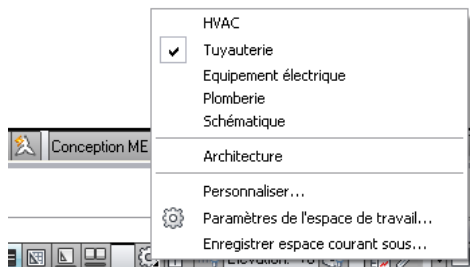 HVAC
Tuyauterie
Equipement électrique
Plomberie
Schématique
Conception ME
Architecture
Personnaliser...
Paramètres de l'espace de travail...
Enregistrer espace courant sous...